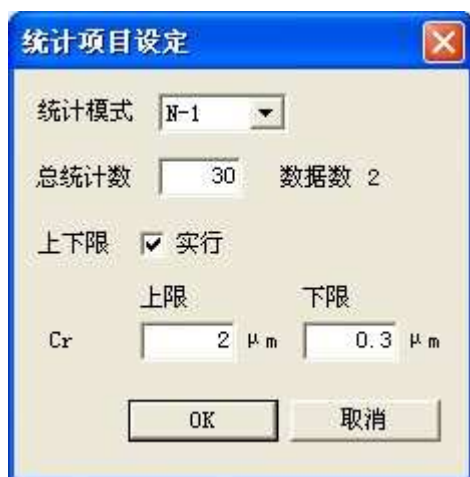 统计项目设定
统计模式 N-1
总统计数 30 数据数 2
上下限 实行
上限 下限
Cr 2 μm 0.3 μm
OK 取消